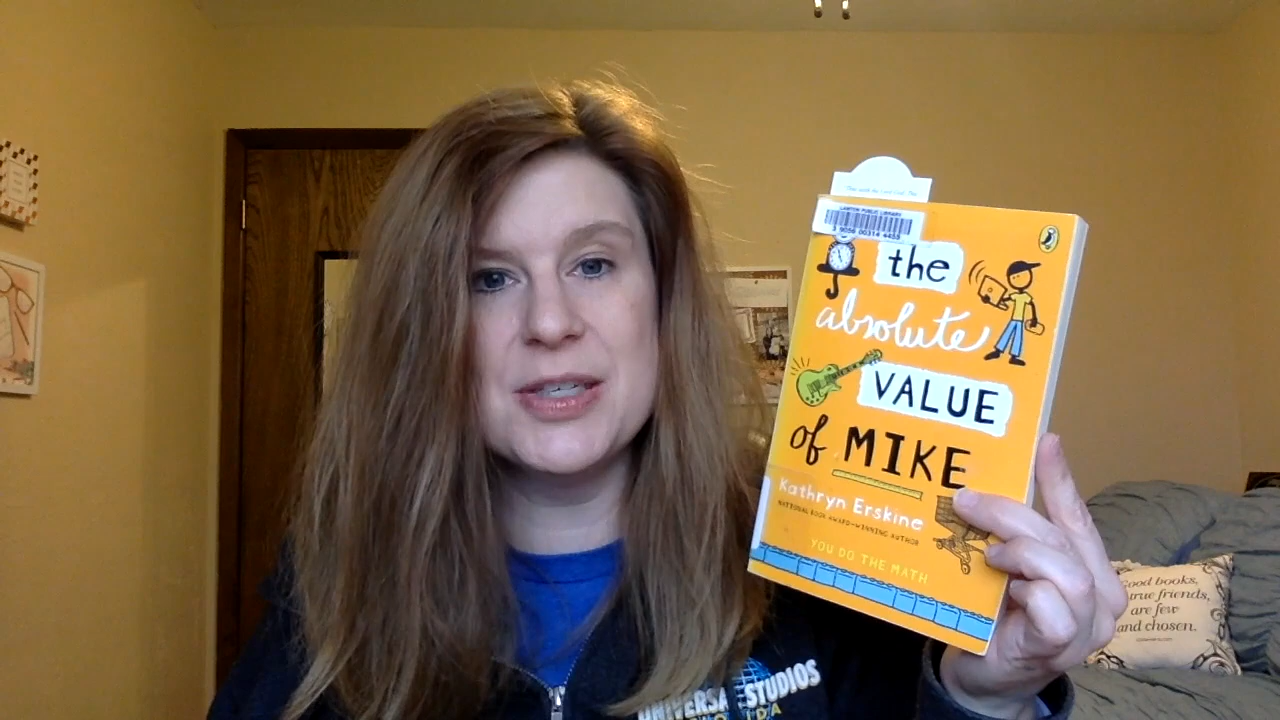 LAWTON PUBLIC LIBRARY
the
absolute
VALUE
of MIKE
Kathryn Erskine
NATIONAL BOOK AWARD-WINNING AUTHOR
YOU DO THE MATH
Good books,
true friends,
are few
and chosen.
UNIVERSAL STUDIOS